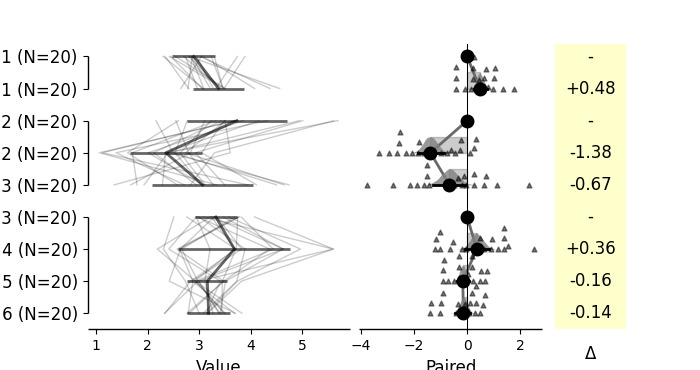 1 (N=20)
-
1 (N=20)
+0.48
2 (N=20)
-
2 (N=20)
-1.38
3 (N=20)
-0.67
3 (N=20)
-
4 (N=20)
+0.36
5 (N=20)
-0.16
6 (N=20)
-0.14
1 2 3 4 5 −4 −2 0 2
Value Paired Δ